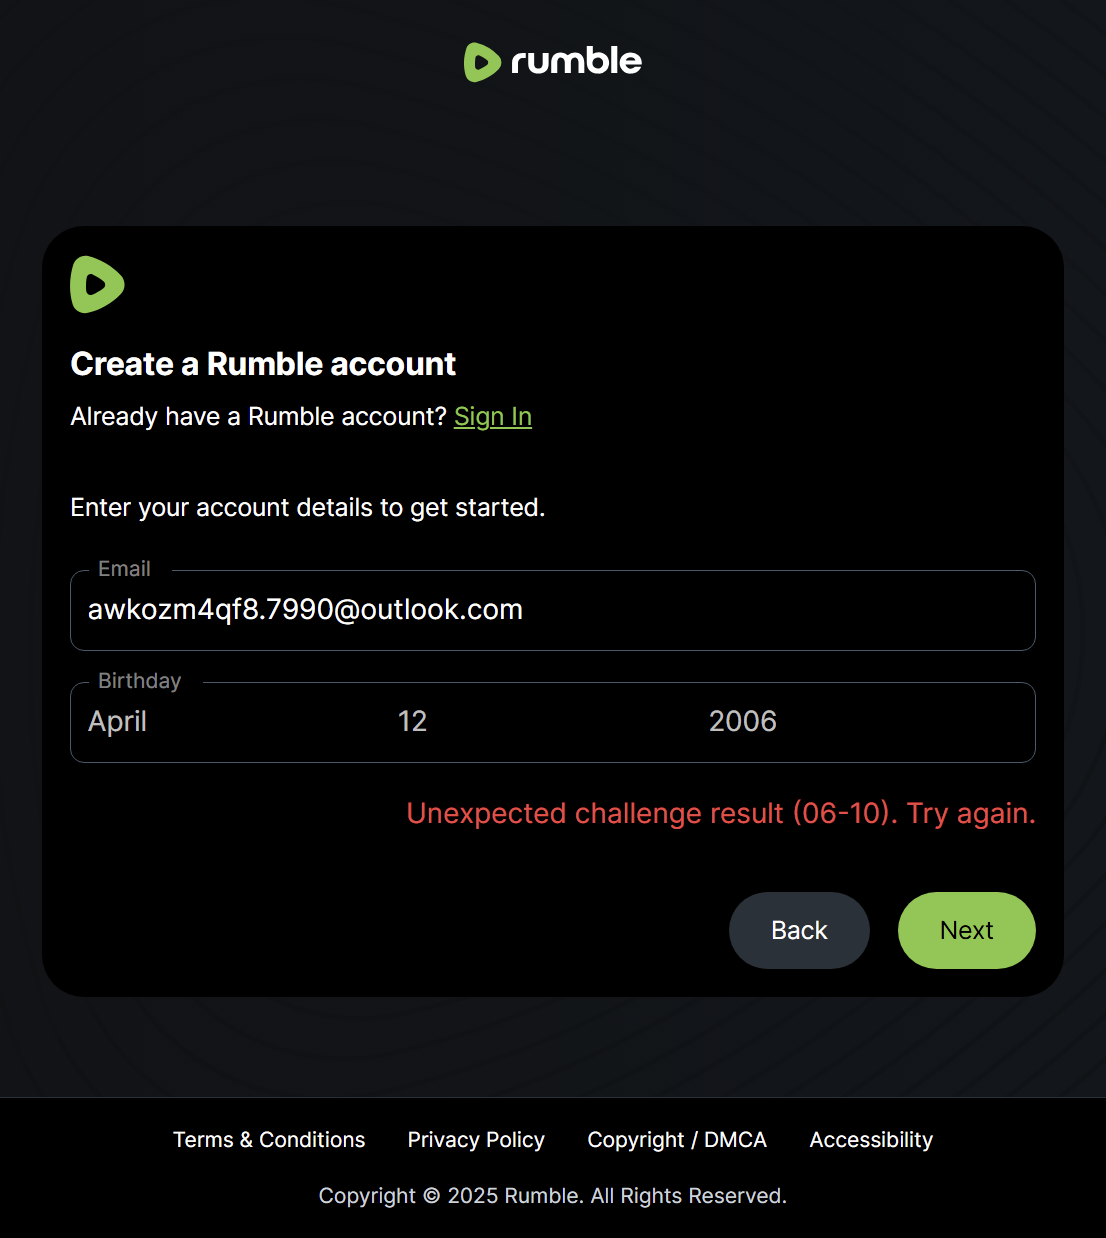 rumble
Create a Rumble account
Already have a Rumble account? Sign In
Enter your account details to get started.
Email
awkozm4qf8.7990@outlook.com
Birthday
April 12 2006
Unexpected challenge result (06-10). Try again.
Back Next
Terms & Conditions Privacy Policy Copyright / DMCA Accessibility
Copyright © 2025 Rumble. All Rights Reserved.